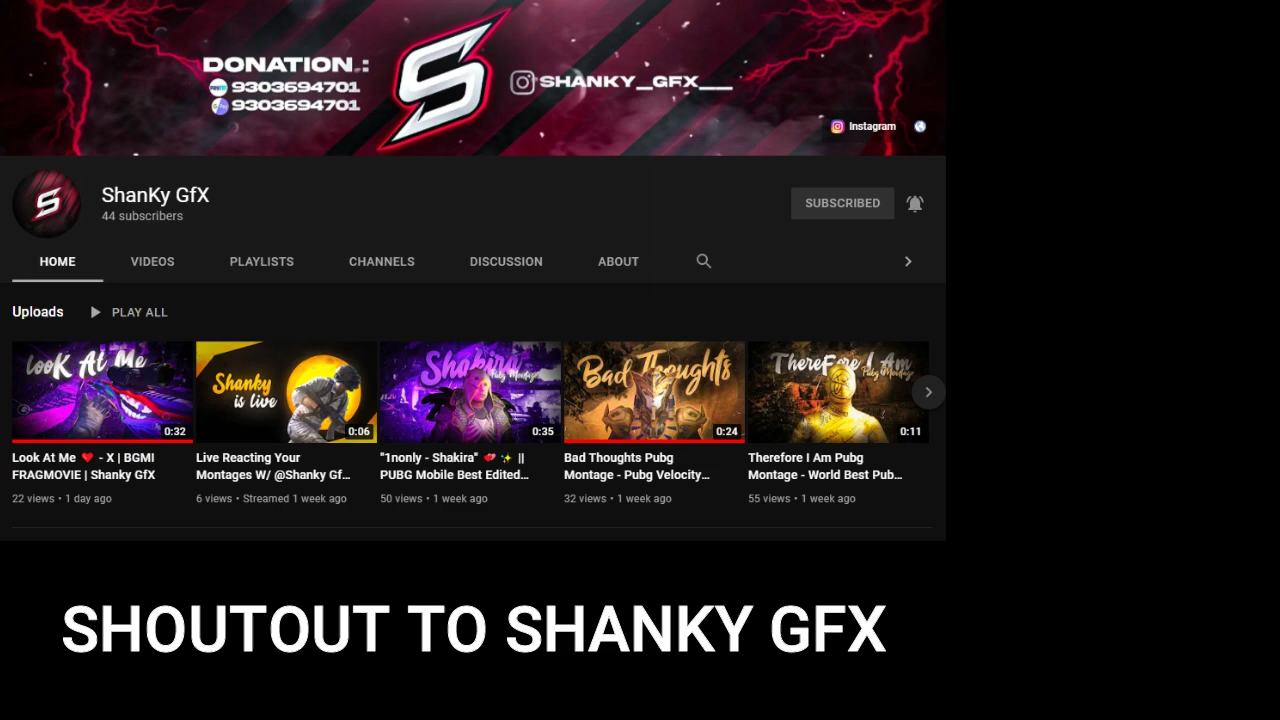 DONATION :
9303694701
9303694701
SHANKY_GFX__
Instagram
ShanKy GfX
44 subscribers
SUBSCRIBED
HOME VIDEOS PLAYLISTS CHANNELS DISCUSSION ABOUT
Uploads PLAY ALL
LooK At Me
0:32
Look At Me ❤️ - X | BGMI
FRAGMOVIE | Shanky GfX
22 views • 1 day ago
Shanky
is live
0:06
Live Reacting Your
Montages W/ @Shanky Gf...
6 views • Streamed 1 week ago
Shakira
Pubg Montage
0:35
"1nonly - Shakira" 💋 ✨ ||
PUBG Mobile Best Edited...
50 views • 1 week ago
Bad Thoughts
0:24
Bad Thoughts Pubg
Montage - Pubg Velocity...
32 views • 1 week ago
ThereFore I Am
Pubg Montage
0:11
Therefore I Am Pubg
Montage - World Best Pub...
55 views • 1 week ago
SHOUTOUT TO SHANKY GFX